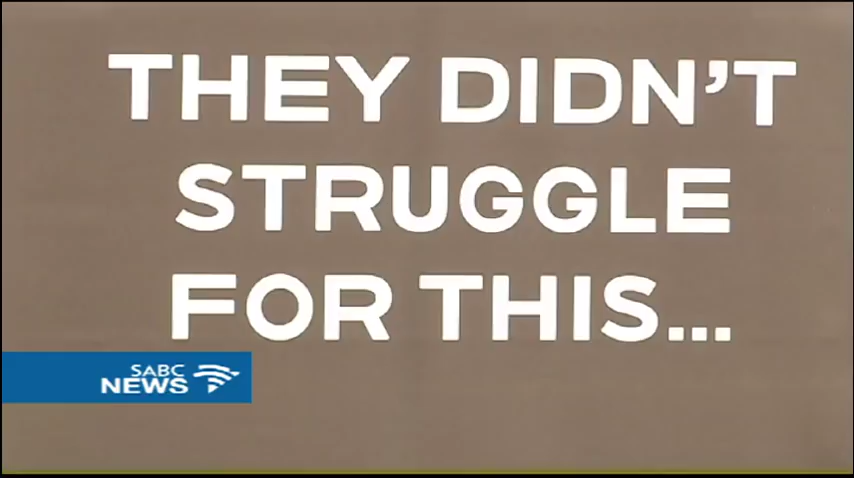 THEY DIDN'T
STRUGGLE
FOR THIS...
SABC
NEWS